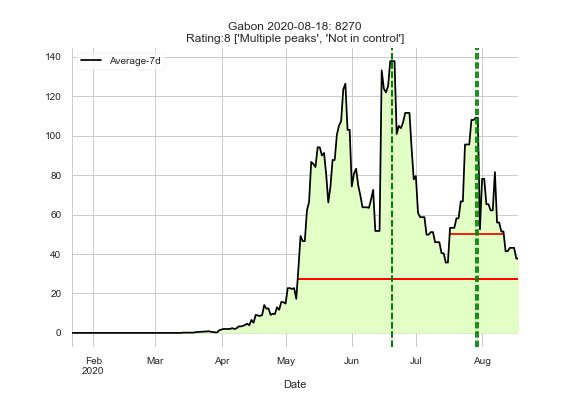 Gabon 2020-08-18: 8270
Rating:8 ['Multiple peaks', 'Not in control']
Average-7d
140
120
100
80
60
40
20
0
Feb Mar Apr May Jun Jul Aug
2020
Date